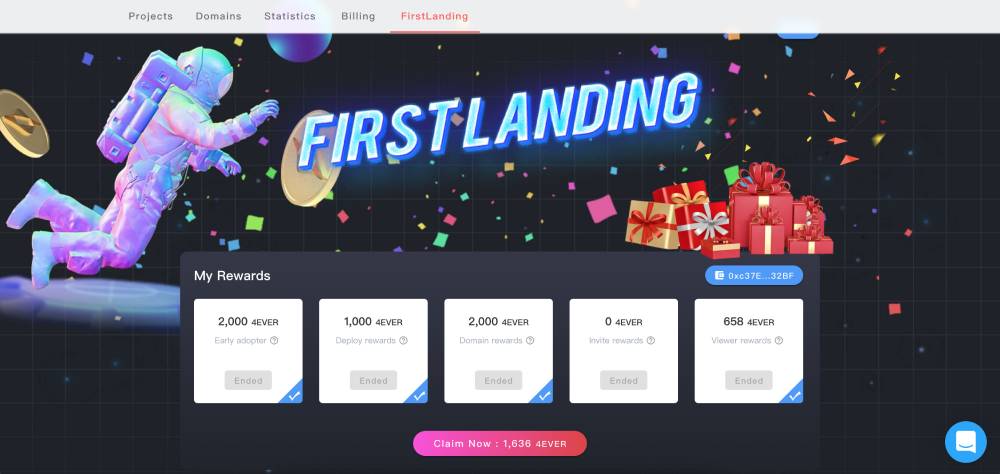 Projects Domains Statistics Billing FirstLanding
FIRSTLANDING
My Rewards
0xc37E...32BF
2,000 4EVER
Early adopter
Ended
1,000 4EVER
Deploy rewards
Ended
2,000 4EVER
Domain rewards
Ended
0 4EVER
Invite rewards
Ended
658 4EVER
Viewer rewards
Ended
Claim Now : 1,636 4EVER